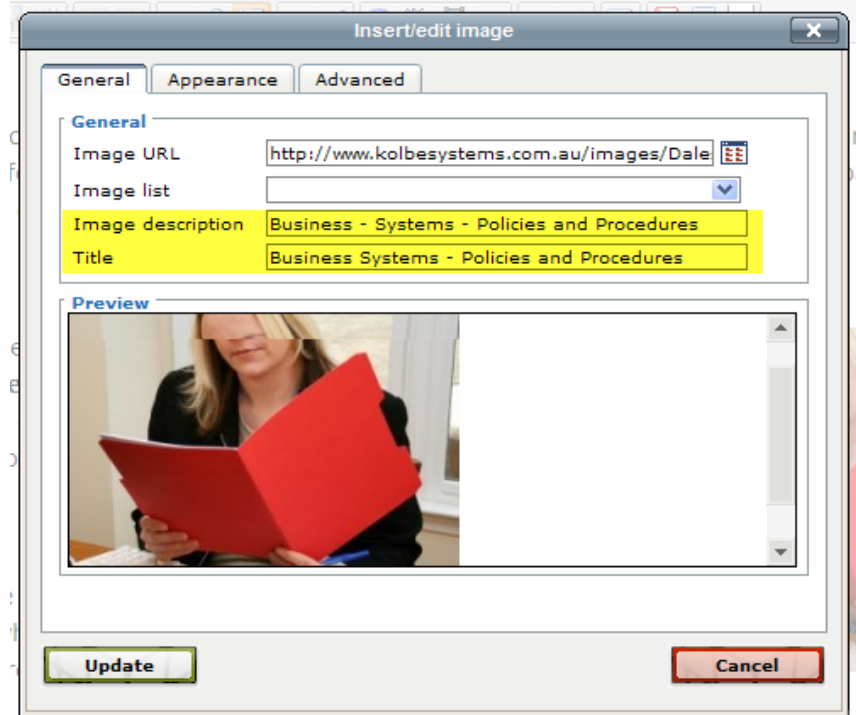 Insert/edit image
General Appearance Advanced
General
Image URL http://www.kolbesystems.com.au/images/Dale
Image list
Image description Business - Systems - Policies and Procedures
Title Business Systems - Policies and Procedures
Preview
Update Cancel